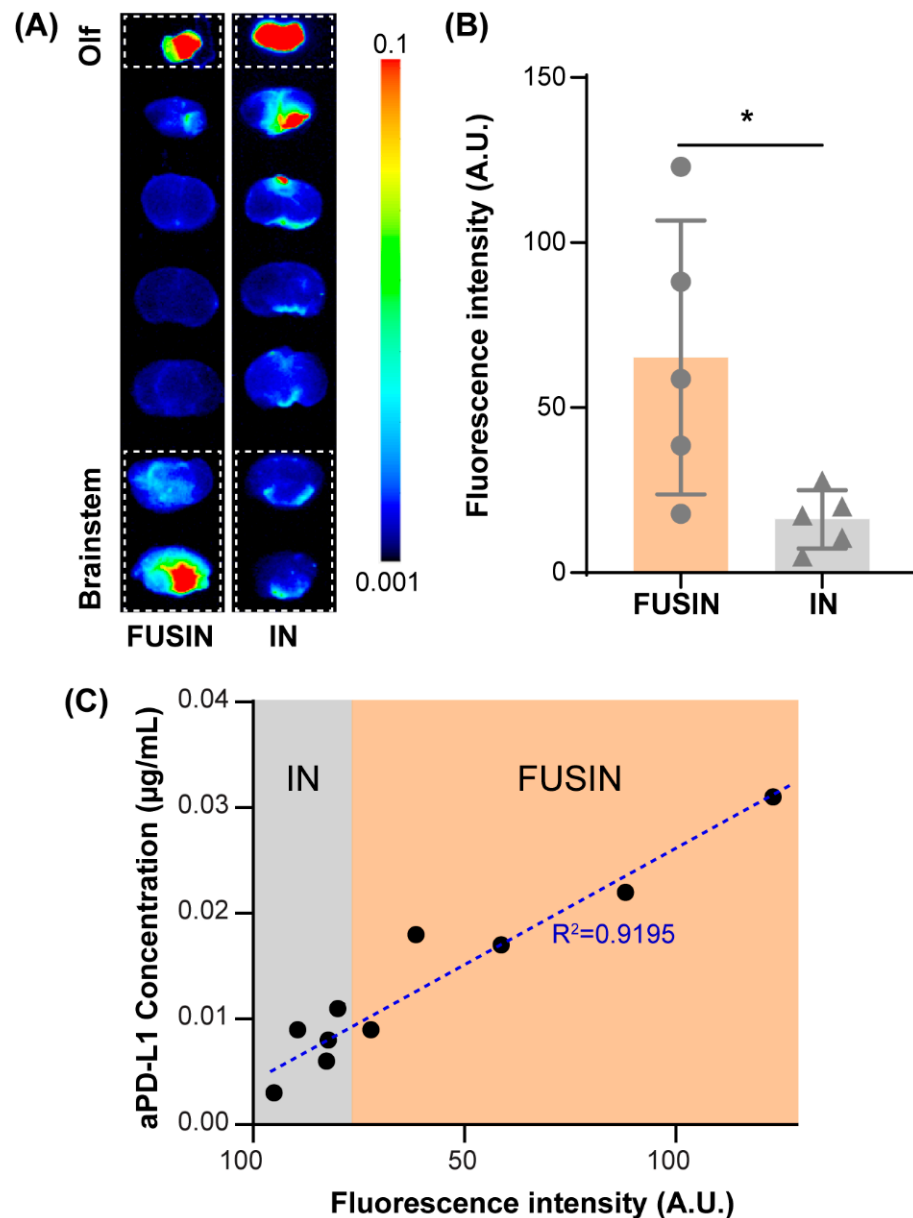 (A)
Olf
Brainstem
FUSIN
IN
0.1
0.001
(B)
Fluorescence intensity (A.U.)
150
100
50
0
*
FUSIN
IN
(C)
aPD-L1 Concentration (µg/mL)
0.04
0.03
0.02
0.01
0.00
IN
FUSIN
R²=0.9195
100
50
100
Fluorescence intensity (A.U.)